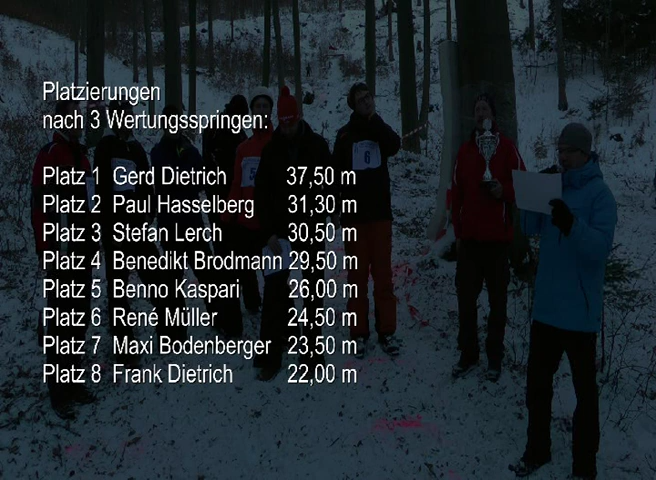 Platzierungen
nach 3 Wertungsspringen:
Platz 1 Gerd Dietrich 37,50 m
Platz 2 Paul Hasselberg 31,30 m
Platz 3 Stefan Lerch 30,50 m
Platz 4 Benedikt Brodmann 29,50 m
Platz 5 Benno Kaspari 26,00 m
Platz 6 René Müller 24,50 m
Platz 7 Maxi Bodenberger 23,50 m
Platz 8 Frank Dietrich 22,00 m
6